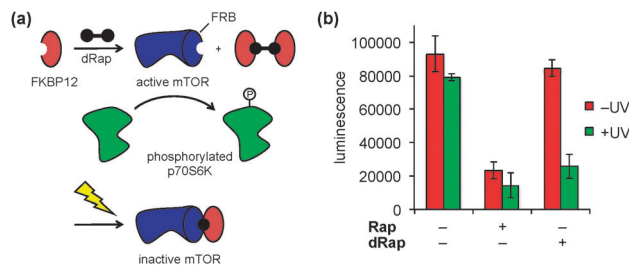 (a)
FRB
dRap
+
FKBP12
active mTOR
P
phosphorylated
p70S6K
inactive mTOR
(b)
luminescence
100000
80000
60000
40000
20000
0
–UV
+UV
Rap – + –
dRap – – +